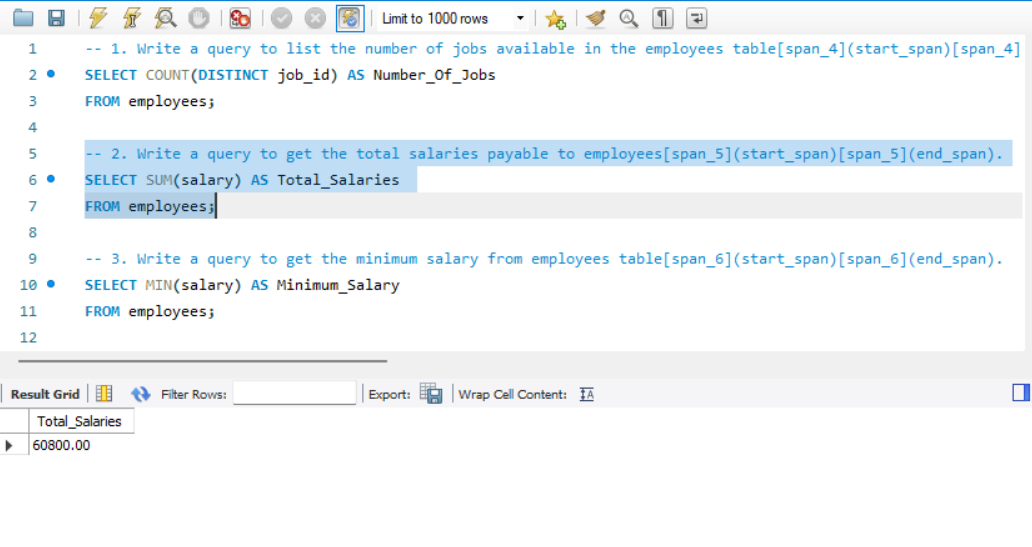 Limit to 1000 rows
1 -- 1. Write a query to list the number of jobs available in the employees table[span_4](start_span)[span_4]
2 SELECT COUNT(DISTINCT job_id) AS Number_Of_Jobs
3 FROM employees;
4
5 -- 2. Write a query to get the total salaries payable to employees[span_5](start_span)[span_5](end_span).
6 SELECT SUM(salary) AS Total_Salaries
7 FROM employees;
8
9 -- 3. Write a query to get the minimum salary from employees table[span_6](start_span)[span_6](end_span).
10 SELECT MIN(salary) AS Minimum_Salary
11 FROM employees;
12
Result Grid Filter Rows: Export: Wrap Cell Content: IA
Total_Salaries
60800.00